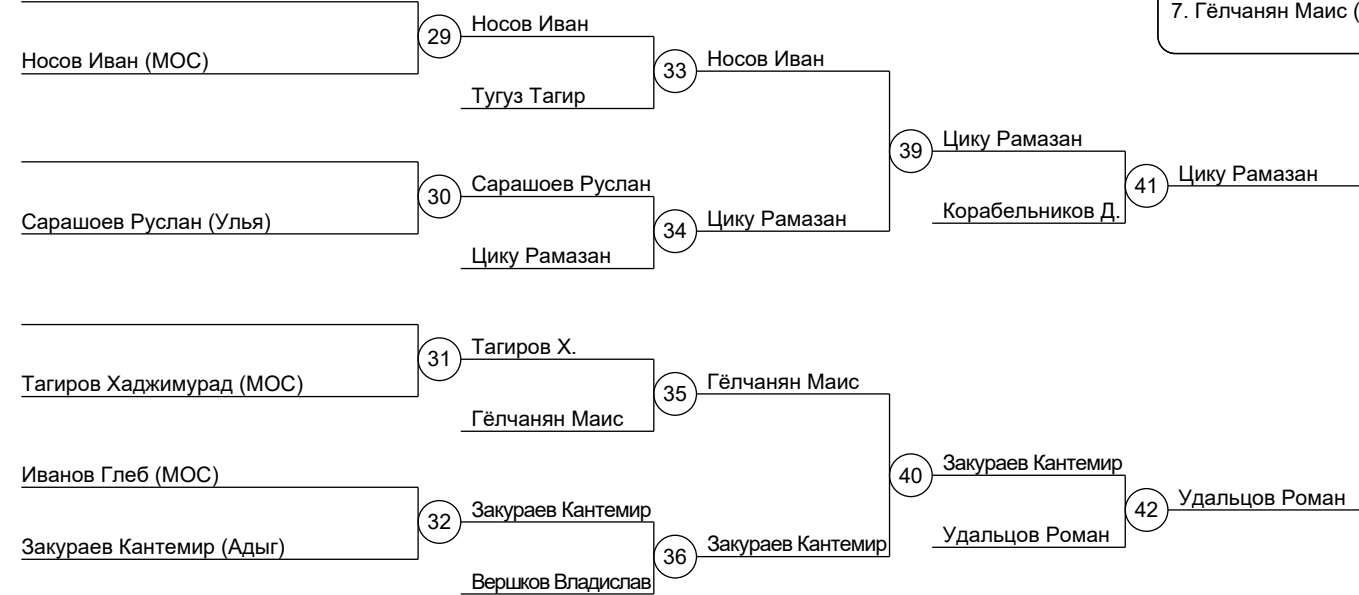 7. Гёлчанян Маис (
29
Носов Иван
Носов Иван (МОС)
33
Носов Иван
Тугуз Тагир
39
Цику Рамазан
30
Сарашоев Руслан
41
Цику Рамазан
Сарашоев Руслан (Улья)
34
Цику Рамазан
Корабельников Д.
Цику Рамазан
31
Тагиров Х.
Тагиров Хаджимурад (МОС)
35
Гёлчанян Маис
Гёлчанян Маис
Иванов Глеб (МОС)
40
Закураев Кантемир
32
Закураев Кантемир
42
Удальцов Роман
Закураев Кантемир (Адыг)
36
Закураев Кантемир
Удальцов Роман
Вершков Владислав